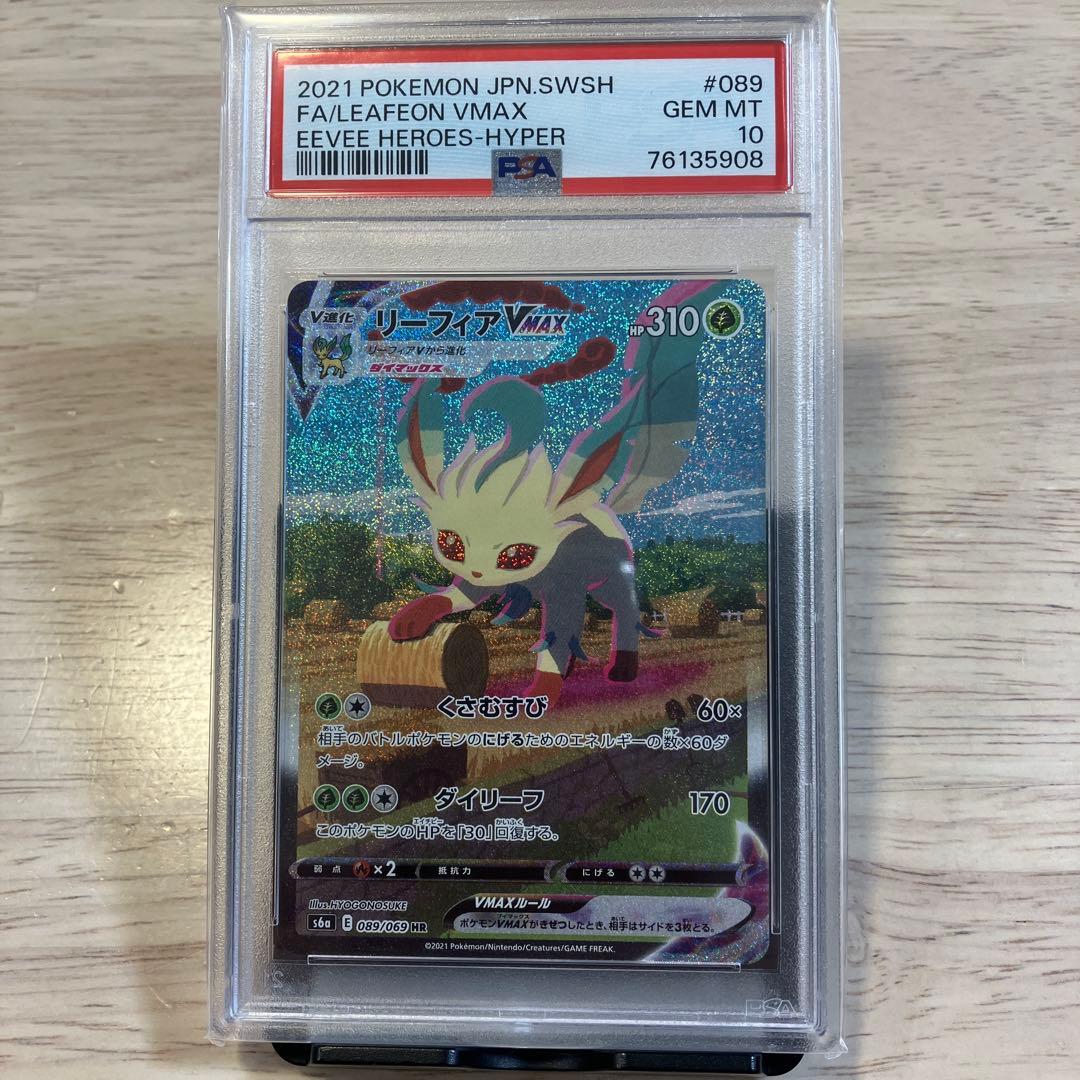 2021 POKEMON JPN.SWSH #089
FA/LEAFEON VMAX GEM MT
EEVEE HEROES-HYPER 10
PSA 76135908
V進化 リーフィアVMAX HP310
リーフィアVから進化
ダイマックス
くさむすび 60×
相手のバトルポケモンのにげるためのエネルギーの数×60ダ
メージ。
ダイリーフ 170
このポケモンのHPを「30」回復する。
弱点 ×2 抵抗力 にげる
Illus.HYOGONOSUKE
VMAXルール
s6a E 089/069 HR
ポケモンVMAXがきぜつしたとき、相手はサイドを3枚とる。
©2021 Pokémon/Nintendo/Creatures/GAME FREAK.
PSA